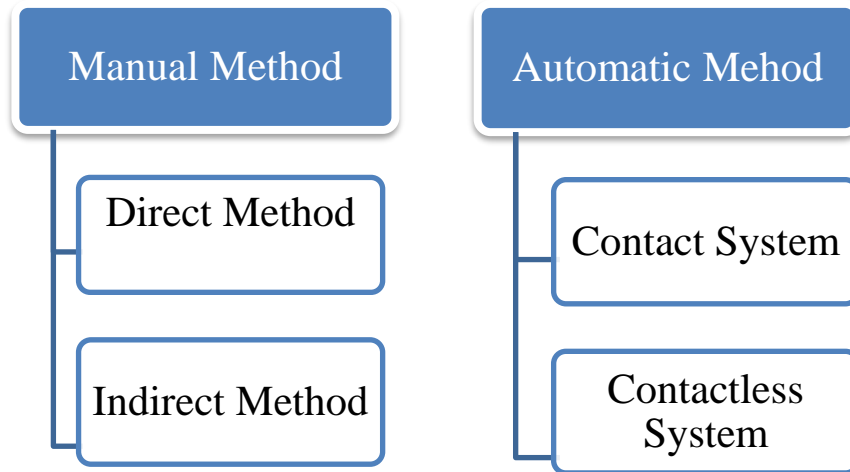 Manual Method
Direct Method
Indirect Method
Automatic Mehod
Contact System
Contactless
System